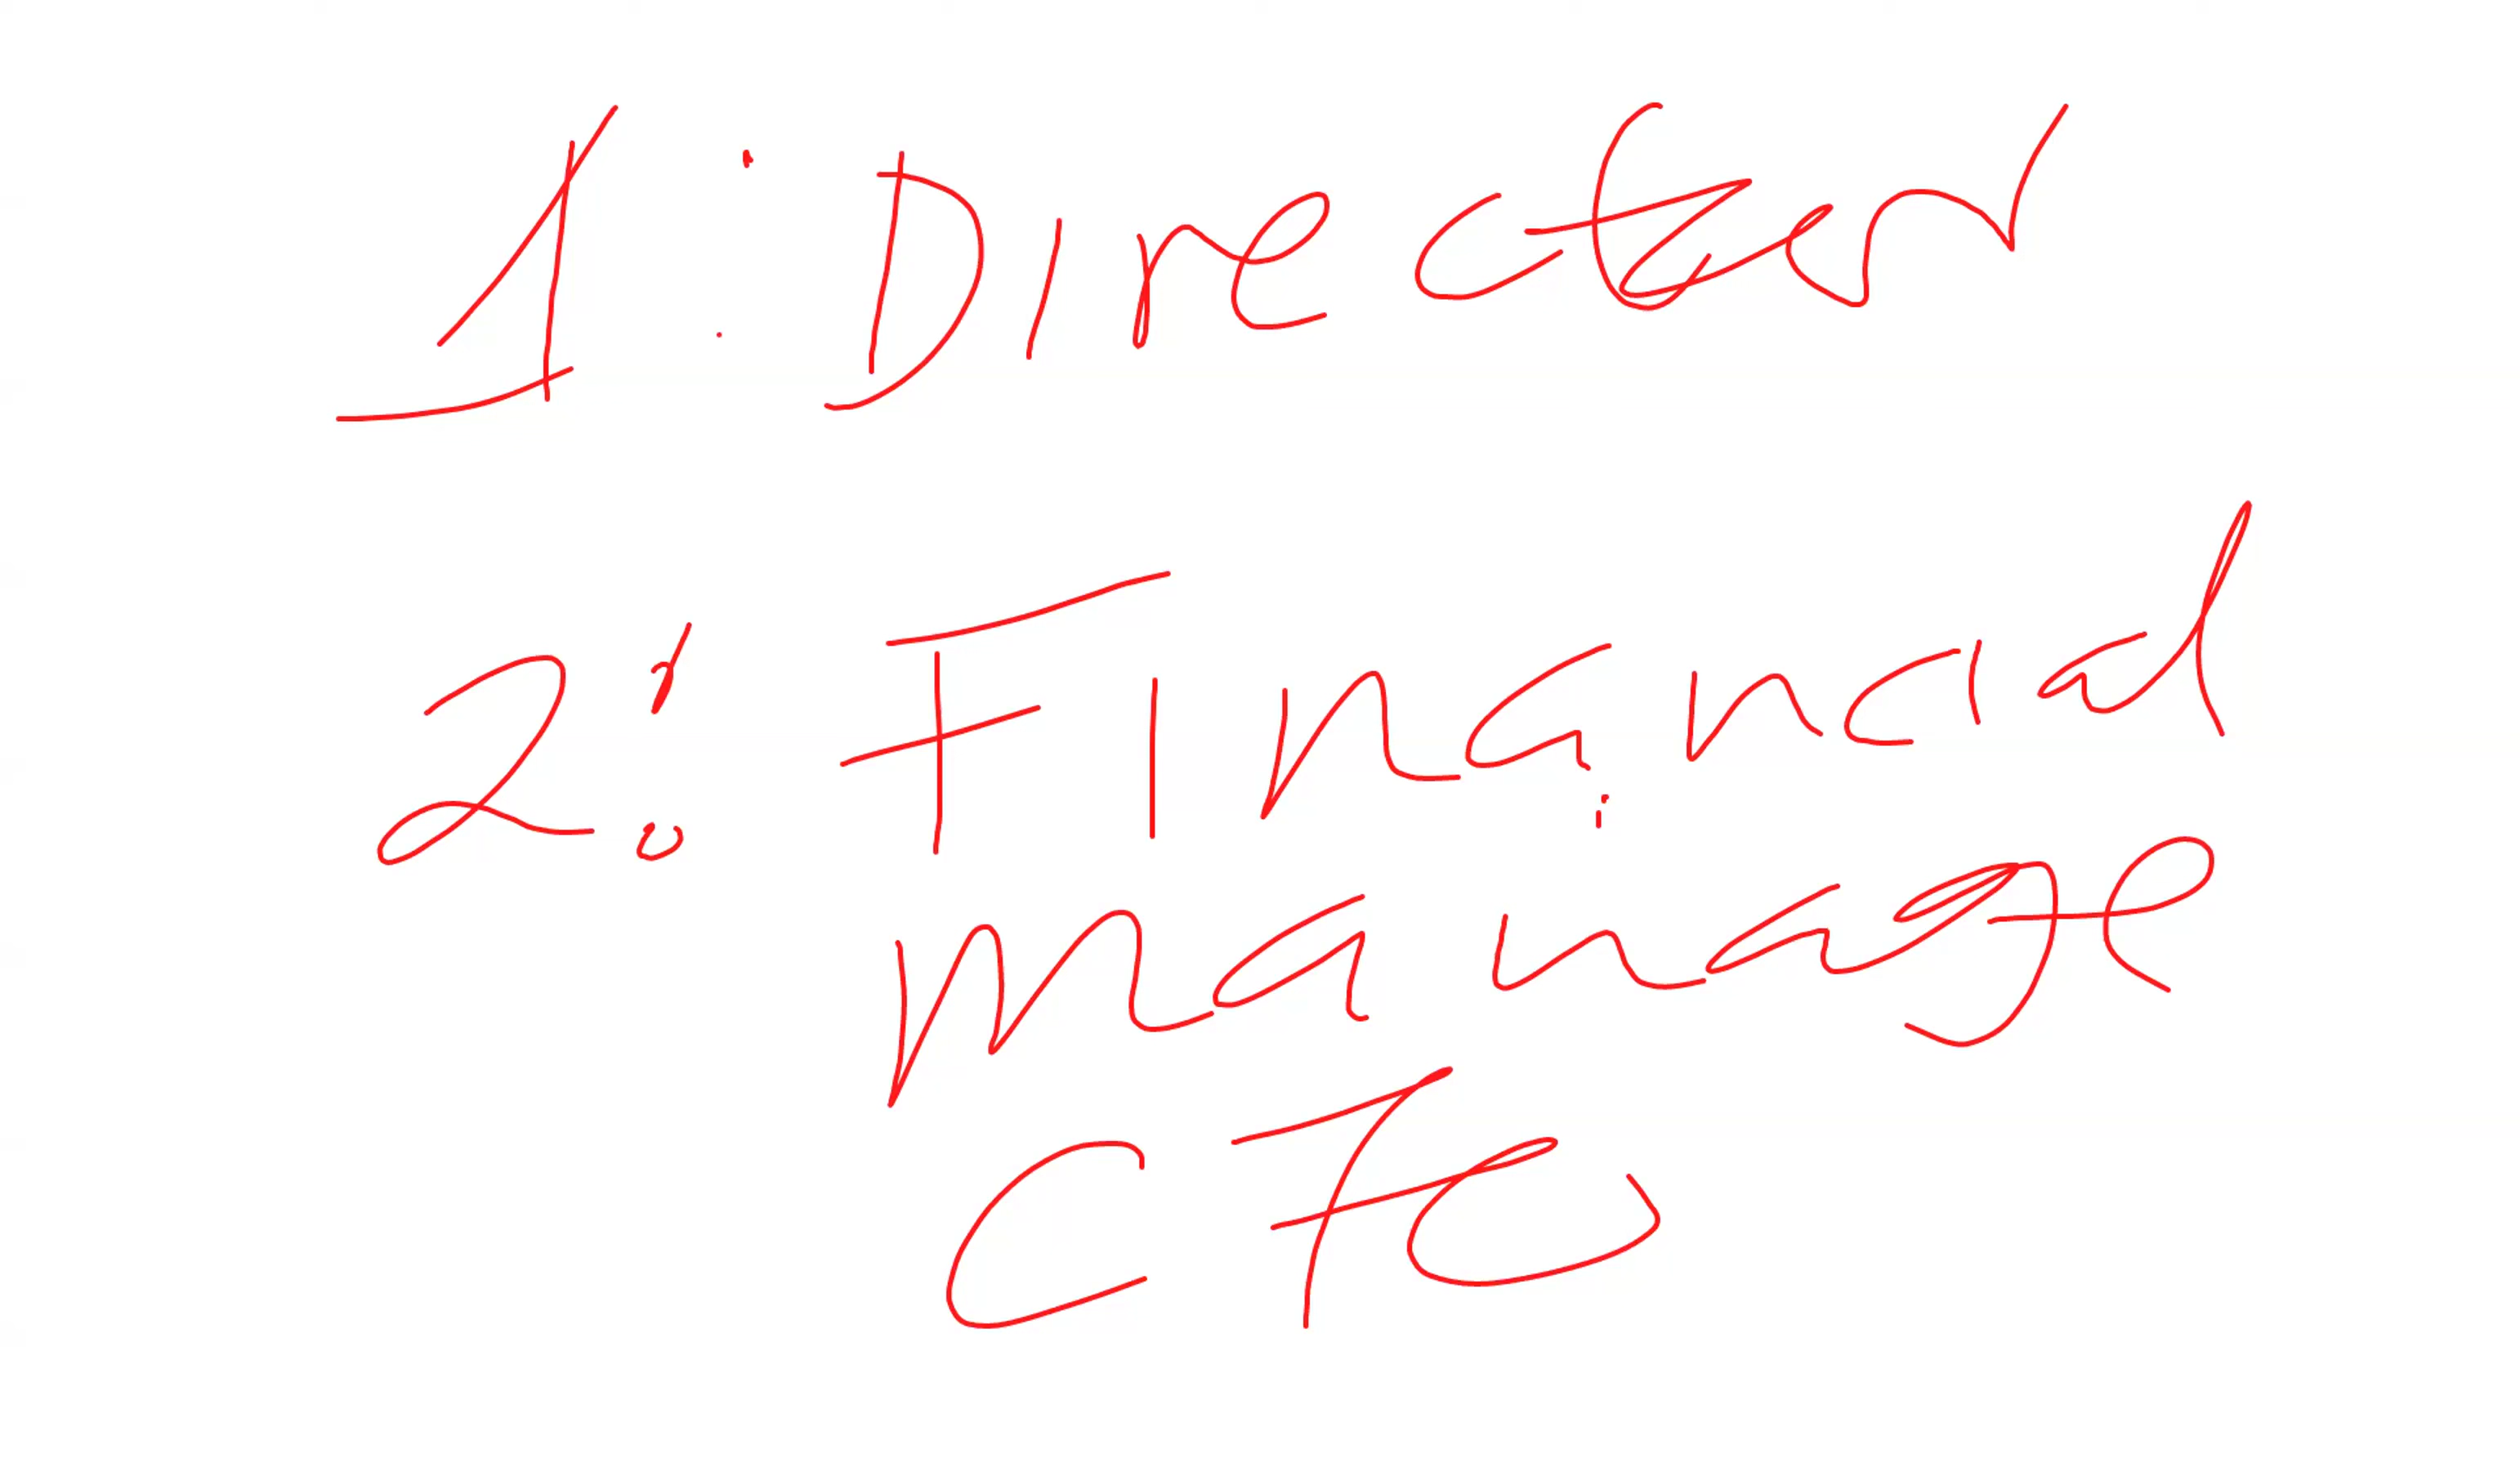 1 : Director
2 : Financial
manage
CFO